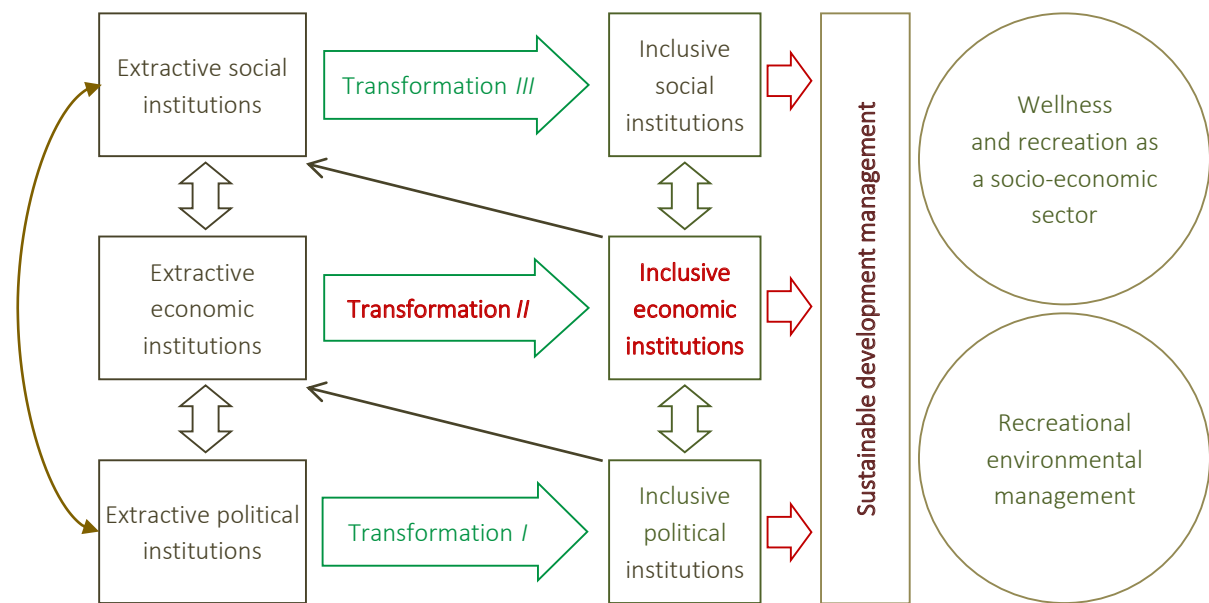 Extractive social
institutions
Transformation III
Inclusive
social
institutions
Extractive
economic
institutions
Transformation II
Inclusive
economic
institutions
Extractive political
institutions
Transformation I
Inclusive
political
institutions
Sustainable development management
Wellness
and recreation as
a socio-economic
sector
Recreational
environmental
management